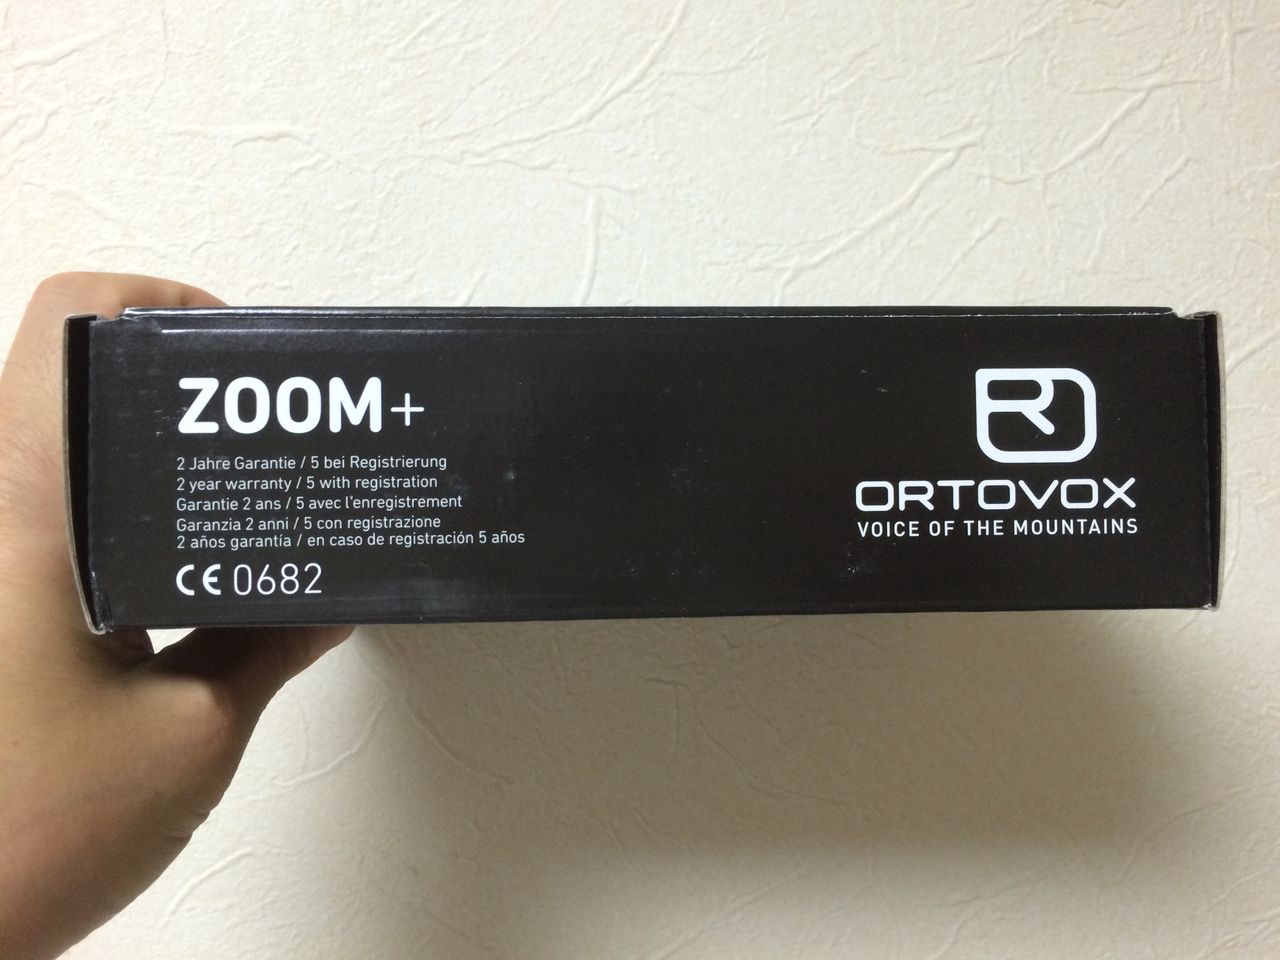 ZOOM+
2 Jahre Garantie / 5 bei Registrierung
2 year warranty / 5 with registration
Garantie 2 ans / 5 avec l'enregistrement
Garanzia 2 anni / 5 con registrazione
2 años garantía / en caso de registración 5 años
CE 0682
ORTOVOX
VOICE OF THE MOUNTAINS